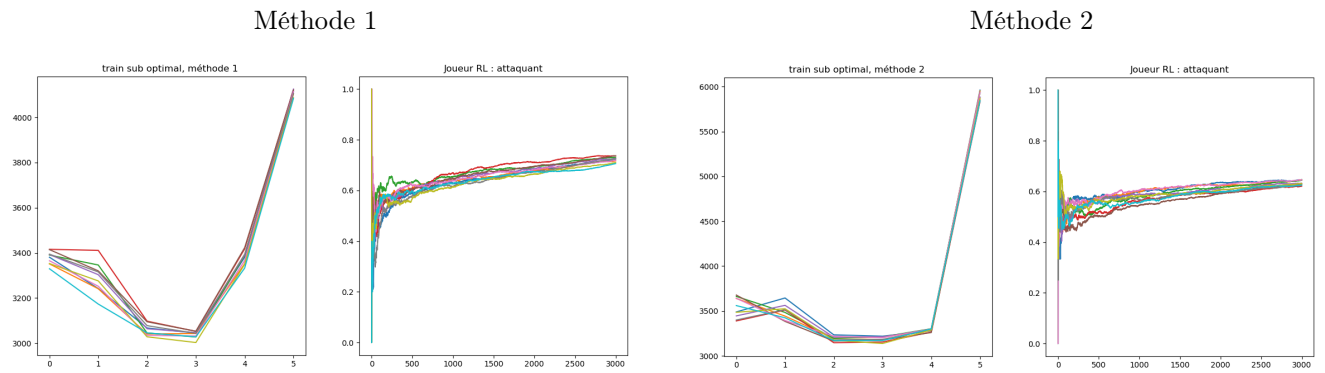 Méthode 1
Méthode 2
train sub optimal, méthode 1
Joueur RL : attaquant
train sub optimal, méthode 2
Joueur RL : attaquant
4000
3800
3600
3400
3200
3000
0 1 2 3 4 5
1.0
0.8
0.6
0.4
0.2
0.0
0 500 1000 1500 2000 2500 3000
6000
5500
5000
4500
4000
3500
3000
0 1 2 3 4 5
1.0
0.8
0.6
0.4
0.2
0.0
0 500 1000 1500 2000 2500 3000